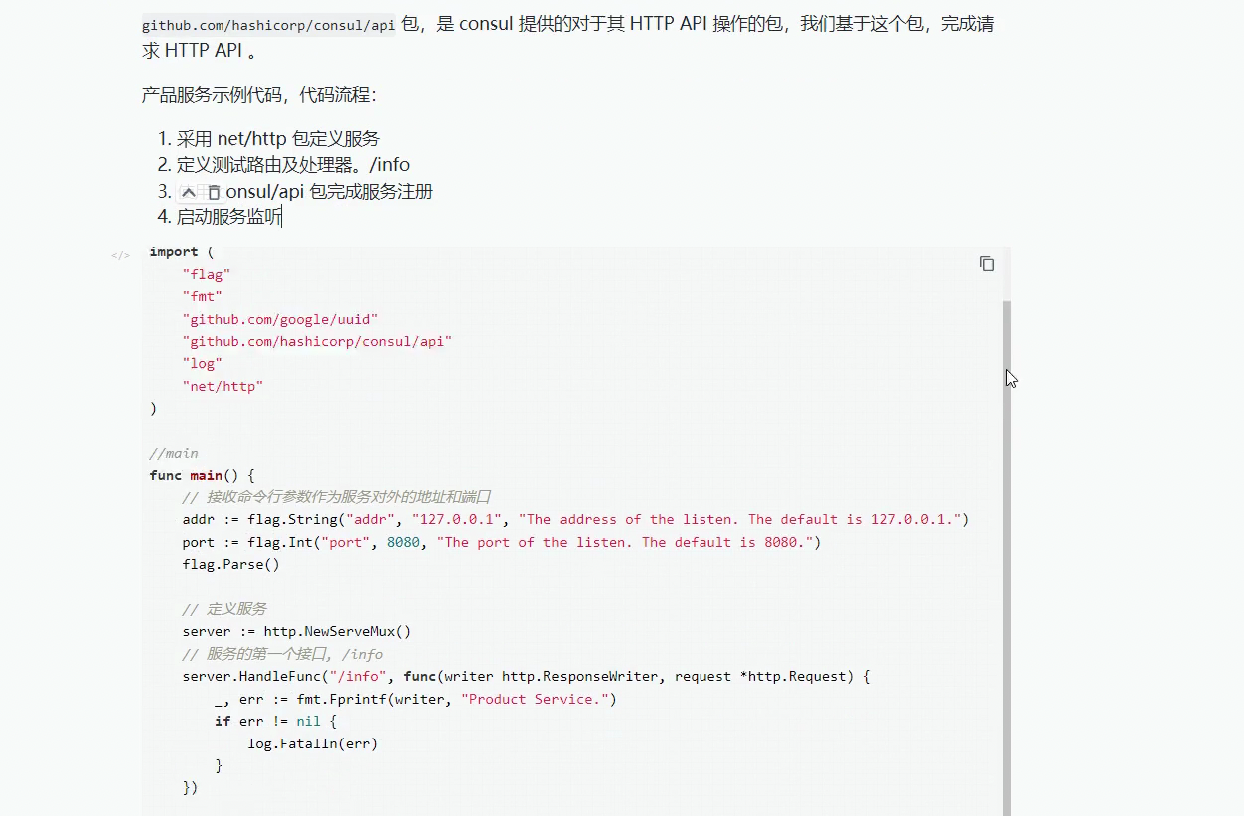 github.com/hashicorp/consul/api 包，是 consul 提供的对于其 HTTP API 操作的包，我们基于这个包，完成请
求 HTTP API 。
产品服务示例代码，代码流程：
1. 采用 net/http 包定义服务
2. 定义测试路由及处理器。/info
3. onsul/api 包完成服务注册
4. 启动服务监听
</>
import (
"flag"
"fmt"
"github.com/google/uuid"
"github.com/hashicorp/consul/api"
"log"
"net/http"
)
//main
func main() {
// 接收命令行参数作为服务对外的地址和端口
addr := flag.String("addr", "127.0.0.1", "The address of the listen. The default is 127.0.0.1.")
port := flag.Int("port", 8080, "The port of the listen. The default is 8080.")
flag.Parse()
// 定义服务
server := http.NewServeMux()
// 服务的第一个接口, /info
server.HandleFunc("/info", func(writer http.ResponseWriter, request *http.Request) {
_, err := fmt.Fprintf(writer, "Product Service.")
if err != nil {
log.Fatalln(err)
}
})